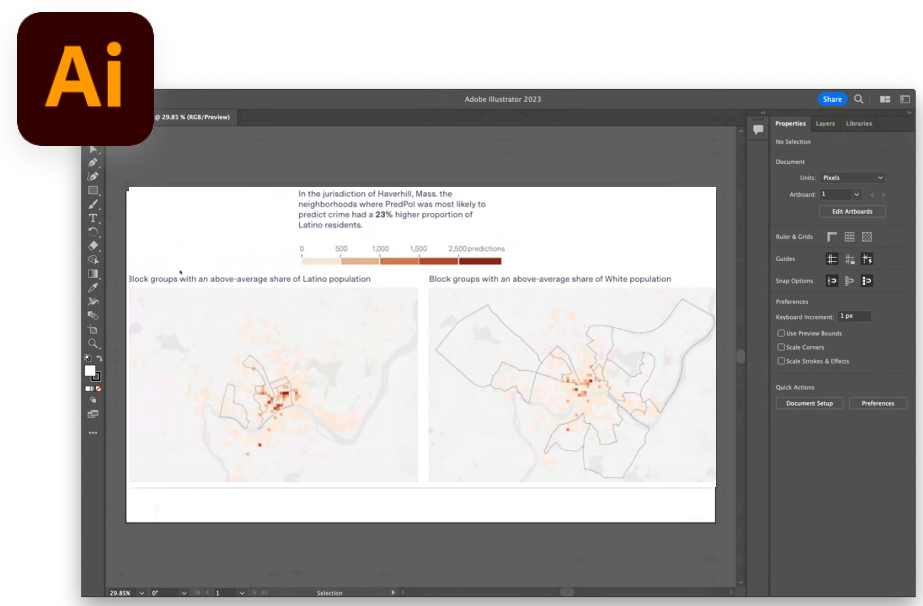 Ai
Adobe Illustrator 2023
Share
@ 29.85 % (RGB/Preview)
Properties Layers Libraries
No Selection
Document
Units: Pixels
Artboard: 1
Edit Artboards
Ruler & Grids
Guides
Snap Options
Preferences
Keyboard Increment: 1 px
Use Preview Bounds
Scale Corners
Scale Strokes & Effects
Quick Actions
Document Setup Preferences
In the jurisdiction of Haverhill, Mass. the
neighborhoods where PredPol was most likely to
predict crime had a 23% higher proportion of
Latino residents.
0 500 1,000 1,500 2,500 predictions
Block groups with an above-average share of Latino population
Block groups with an above-average share of White population
29.85% 0° 1 Selection